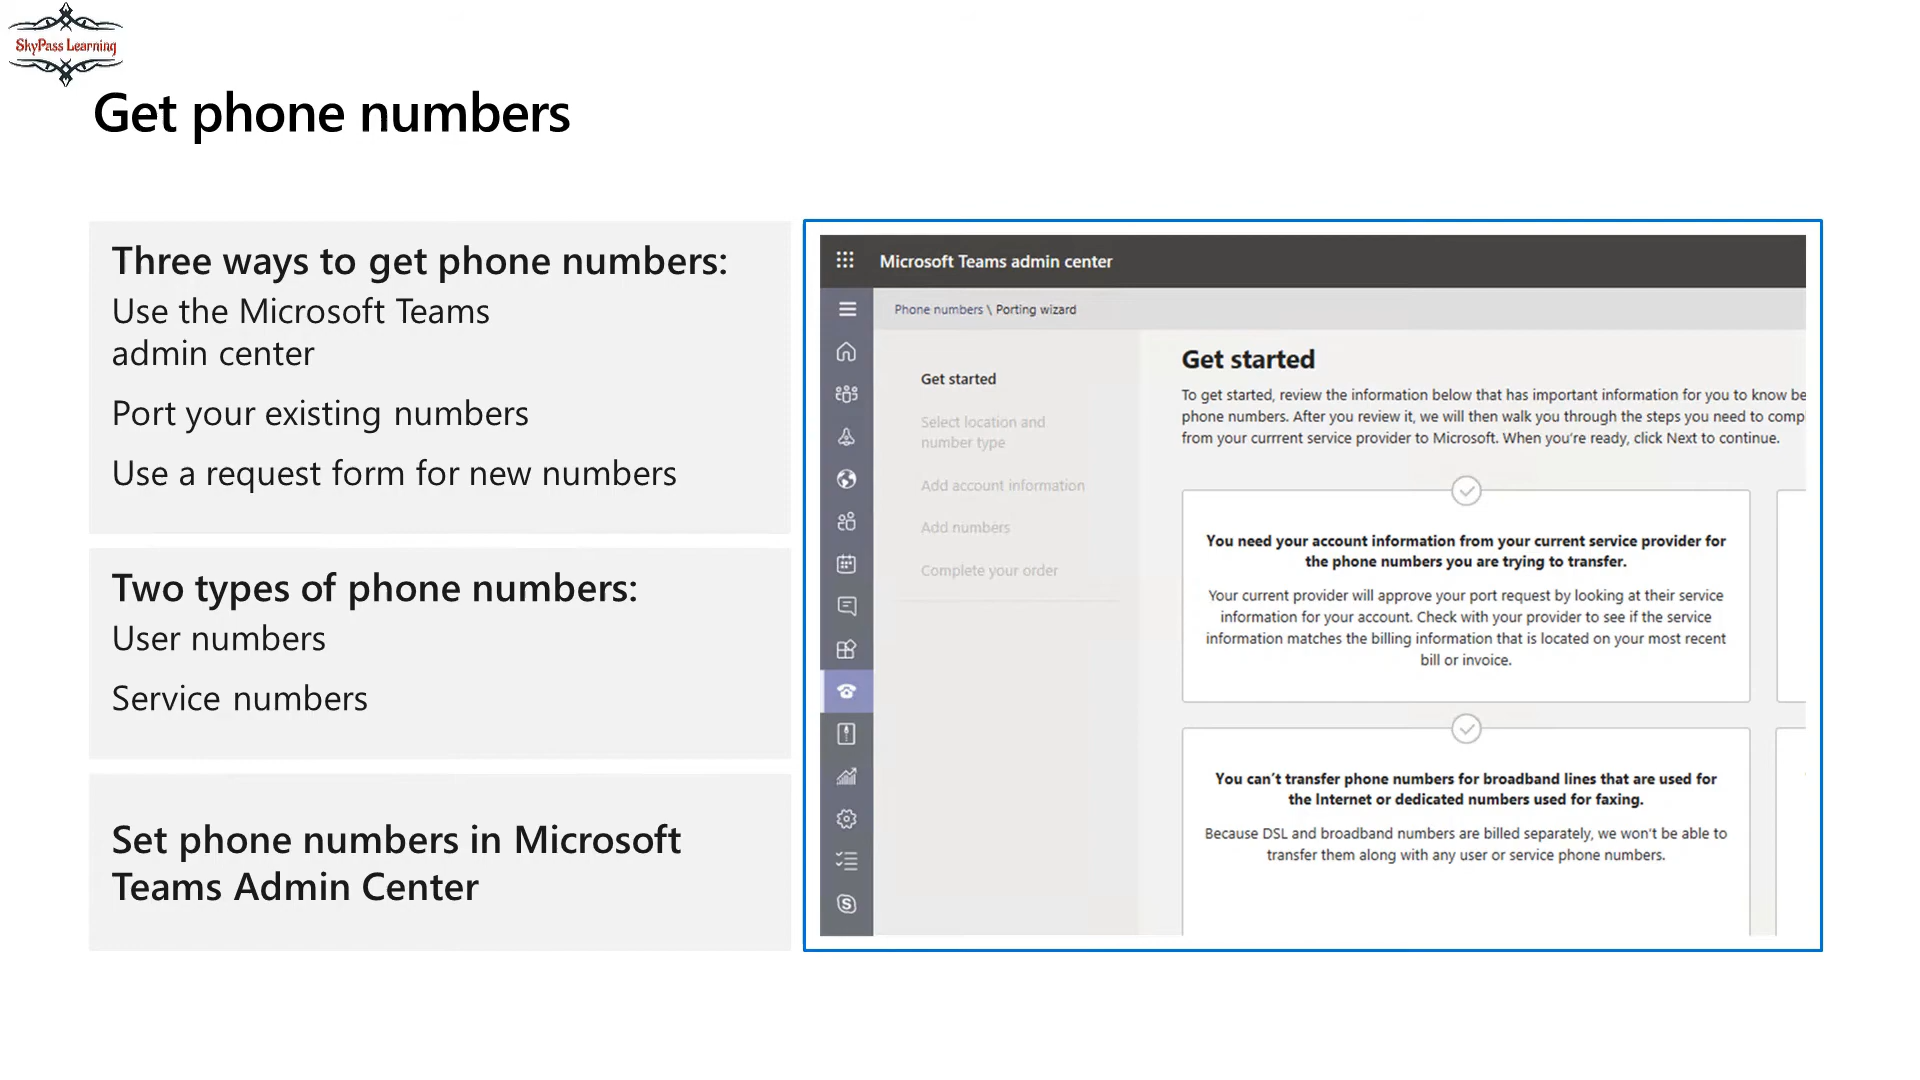 SkyPass Learning
Get phone numbers
Three ways to get phone numbers:
Use the Microsoft Teams
admin center
Port your existing numbers
Use a request form for new numbers
Two types of phone numbers:
User numbers
Service numbers
Set phone numbers in Microsoft
Teams Admin Center
Microsoft Teams admin center
Phone numbers \ Porting wizard
Get started
Select location and
number type
Add account information
Add numbers
Complete your order
Get started
To get started, review the information below that has important information for you to know be
phone numbers. After you review it, we will then walk you through the steps you need to comp
from your currrent service provider to Microsoft. When you're ready, click Next to continue.
You need your account information from your current service provider for
the phone numbers you are trying to transfer.
Your current provider will approve your port request by looking at their service
information for your account. Check with your provider to see if the service
information matches the billing information that is located on your most recent
bill or invoice.
You can't transfer phone numbers for broadband lines that are used for
the Internet or dedicated numbers used for faxing.
Because DSL and broadband numbers are billed separately, we won't be able to
transfer them along with any user or service phone numbers.